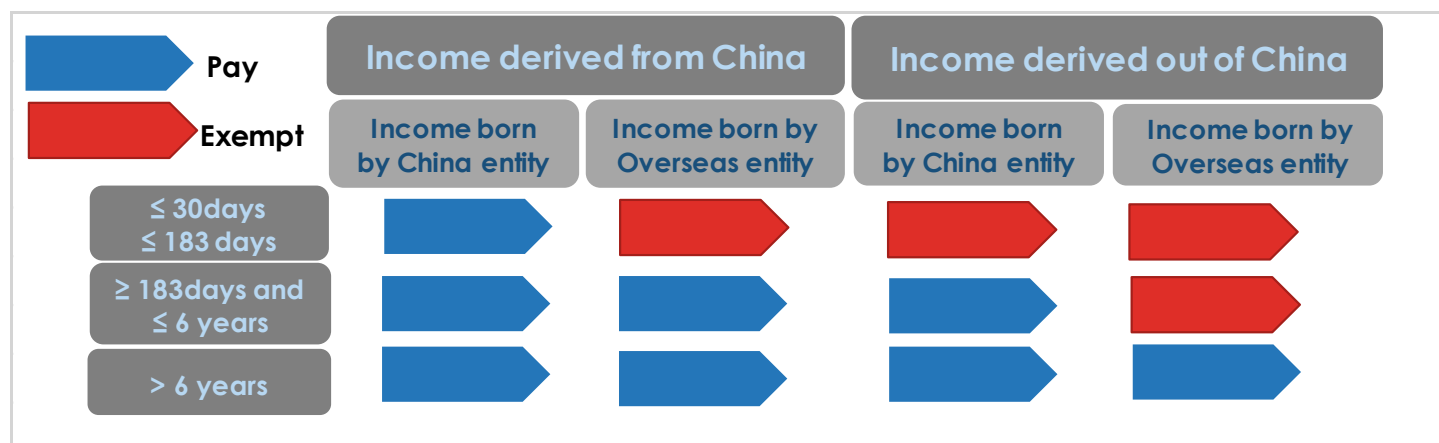 Pay
Exempt
Income derived from China
Income derived out of China
Income born
by China entity
Income born by
Overseas entity
Income born
by China entity
Income born by
Overseas entity
≤ 30days
≤ 183 days
≥ 183days and
≤ 6 years
> 6 years